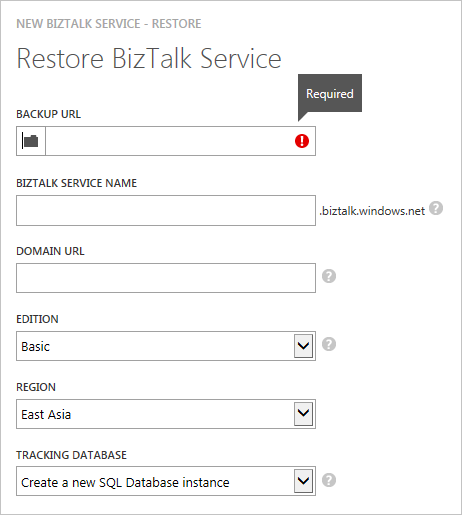 NEW BIZTALK SERVICE - RESTORE
Restore BizTalk Service
Required
BACKUP URL
BIZTALK SERVICE NAME
.biztalk.windows.net ?
DOMAIN URL
?
EDITION
Basic ?
REGION
East Asia
TRACKING DATABASE
Create a new SQL Database instance ?